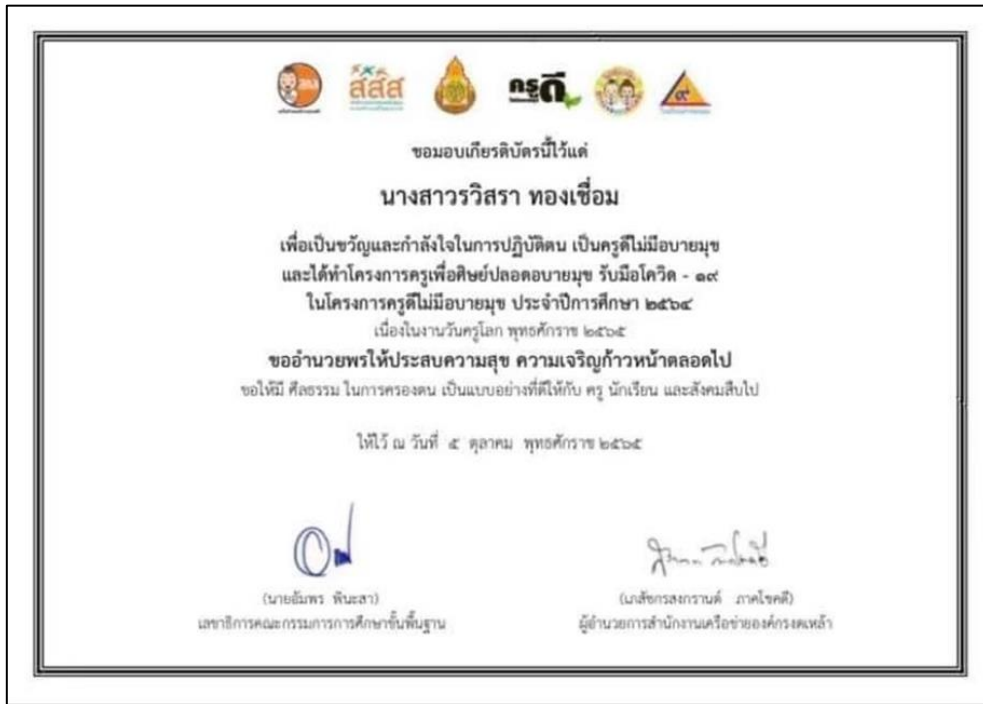 สสส
ครูดี
๙
ขอมอบเกียรติบัตรนี้ไว้แด่
นางสาวรวิสรา ทองเชื่อม
เพื่อเป็นขวัญและกำลังใจในการปฏิบัติตน เป็นครูดีไม่มีอบายมุข
และได้ทำโครงการครูเพื่อศิษย์ปลอดอบายมุข รับมือโควิด - ๑๙
ในโครงการครูดีไม่มีอบายมุข ประจำปีการศึกษา ๒๕๖๔
เนื่องในงานวันครูโลก พุทธศักราช ๒๕๖๕
ขออำนวยพรให้ประสบความสุข ความเจริญก้าวหน้าตลอดไป
ขอให้มี ศีลธรรม ในการครองตน เป็นแบบอย่างที่ดีให้กับ ครู นักเรียน และสังคมสืบไป
ให้ไว้ ณ วันที่ ๕ ตุลาคม พุทธศักราช ๒๕๖๕
(นายอัมพร พินะสา)
เลขาธิการคณะกรรมการการศึกษาขั้นพื้นฐาน
(เภสัชกรสงกรานต์ ภาคโชคดี)
ผู้อำนวยการสำนักงานเครือข่ายองค์กรงดเหล้า